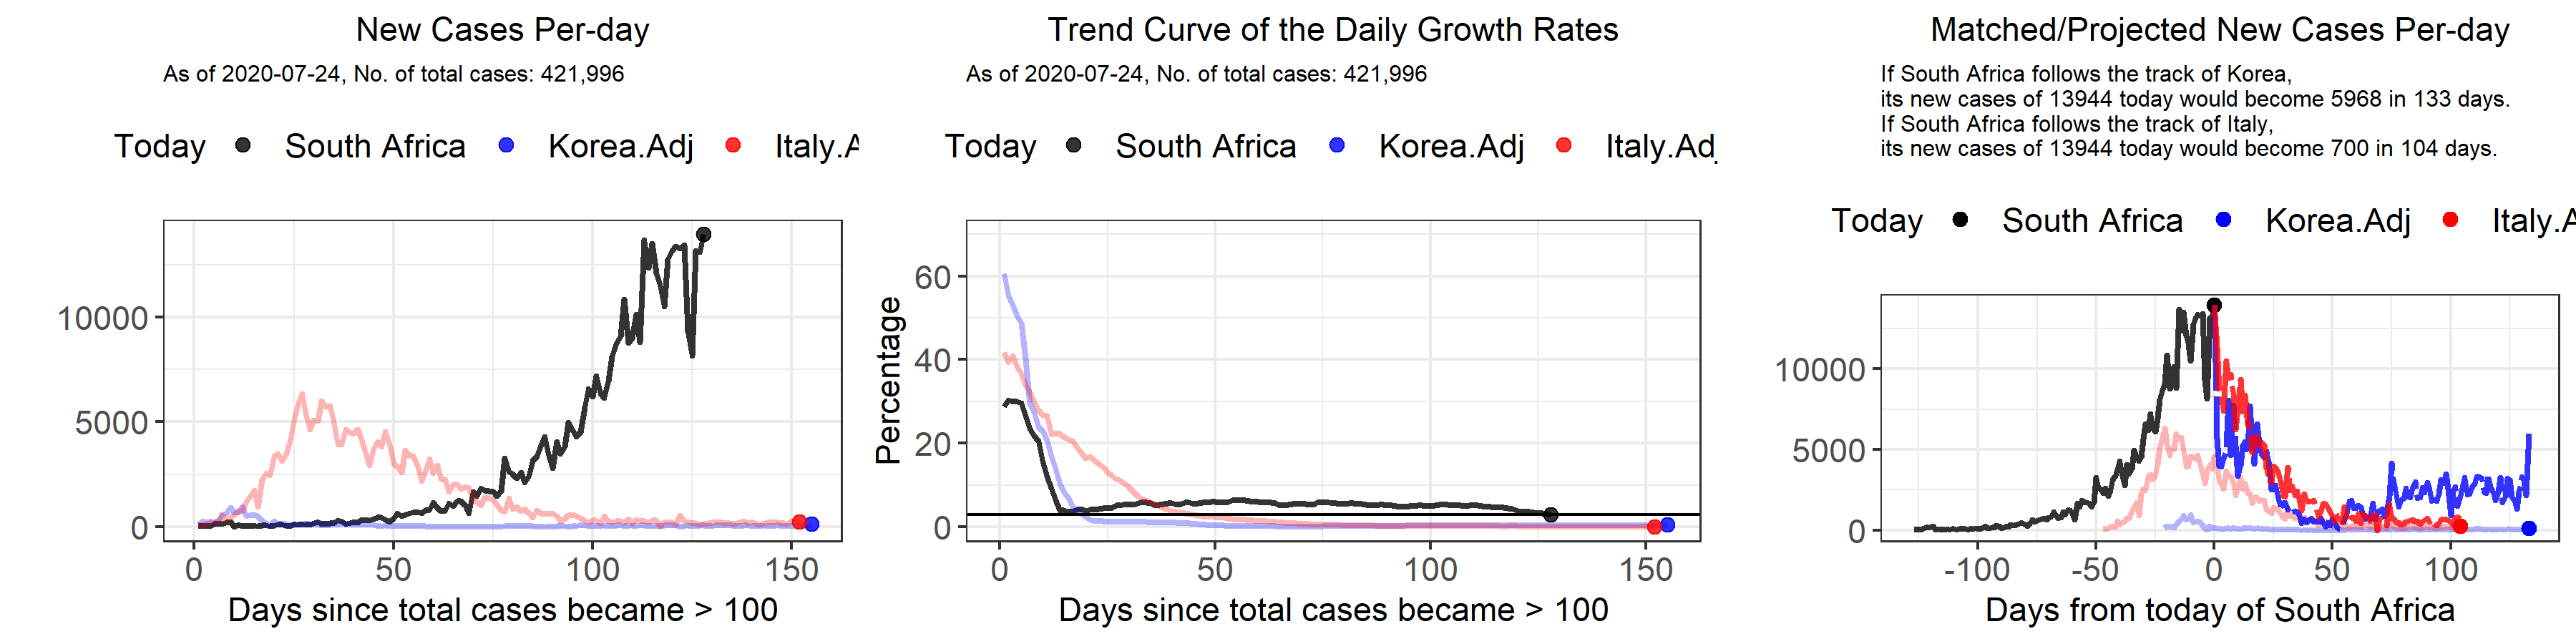 New Cases Per-day
As of 2020-07-24, No. of total cases: 421,996
Today South Africa Korea.Adj Italy.A
10000
5000
0
0 50 100 150
Days since total cases became > 100
Trend Curve of the Daily Growth Rates
As of 2020-07-24, No. of total cases: 421,996
Today South Africa Korea.Adj Italy.Adj
Percentage
60
40
20
0
0 50 100 150
Days since total cases became > 100
Matched/Projected New Cases Per-day
If South Africa follows the track of Korea,
its new cases of 13944 today would become 5968 in 133 days.
If South Africa follows the track of Italy,
its new cases of 13944 today would become 700 in 104 days.
Today South Africa Korea.Adj Italy.A
10000
5000
0
-100 -50 0 50 100
Days from today of South Africa